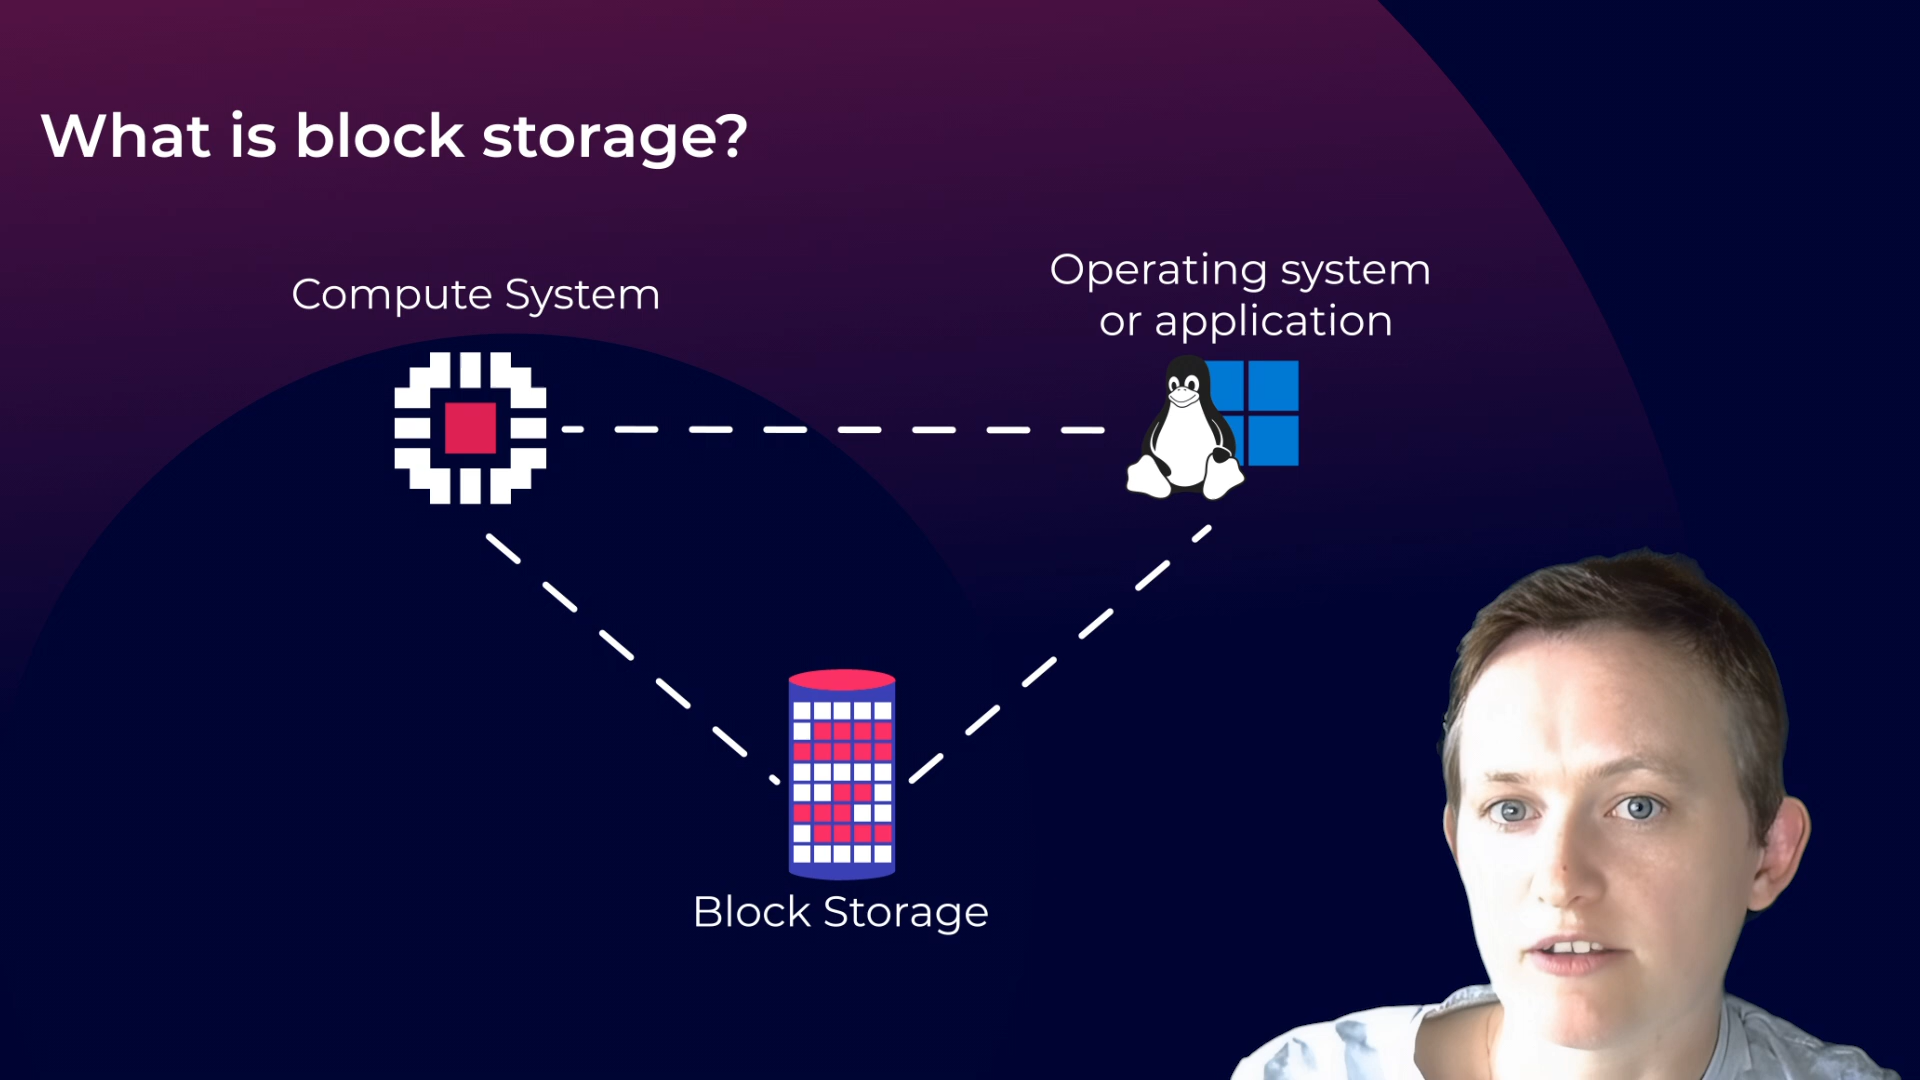 What is block storage?
Compute System
Operating system
or application
Block Storage